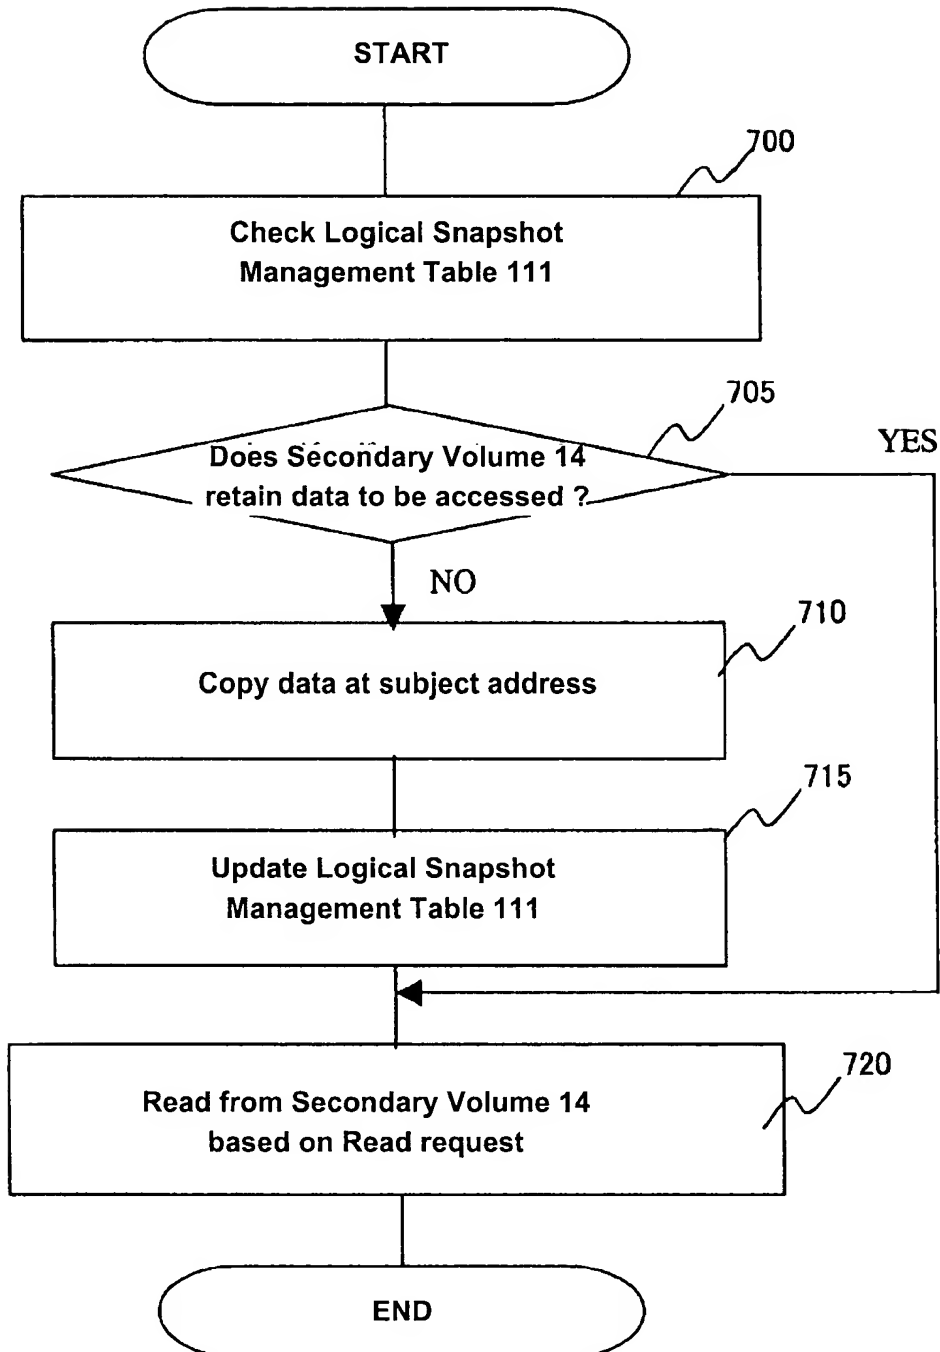 START
700
Check Logical Snapshot
Management Table 111
705
YES
Does Secondary Volume 14
retain data to be accessed ?
NO
710
Copy data at subject address
715
Update Logical Snapshot
Management Table 111
720
Read from Secondary Volume 14
based on Read request
END